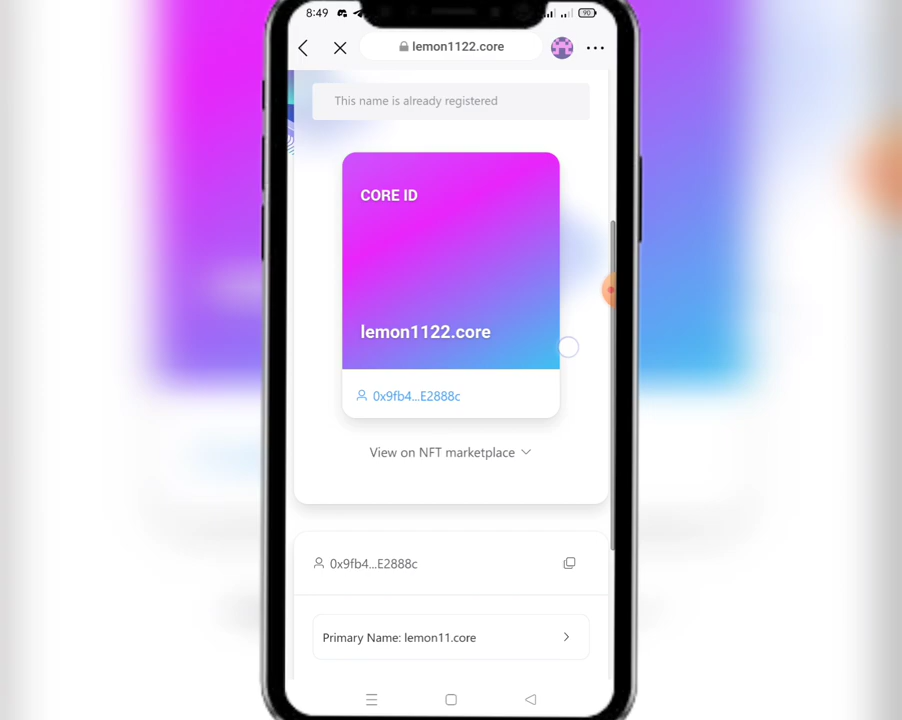 8:49
90
lemon1122.core
This name is already registered
CORE ID
lemon1122.core
0x9fb4...E2888c
View on NFT marketplace
0x9fb4...E2888c
Primary Name: lemon11.core